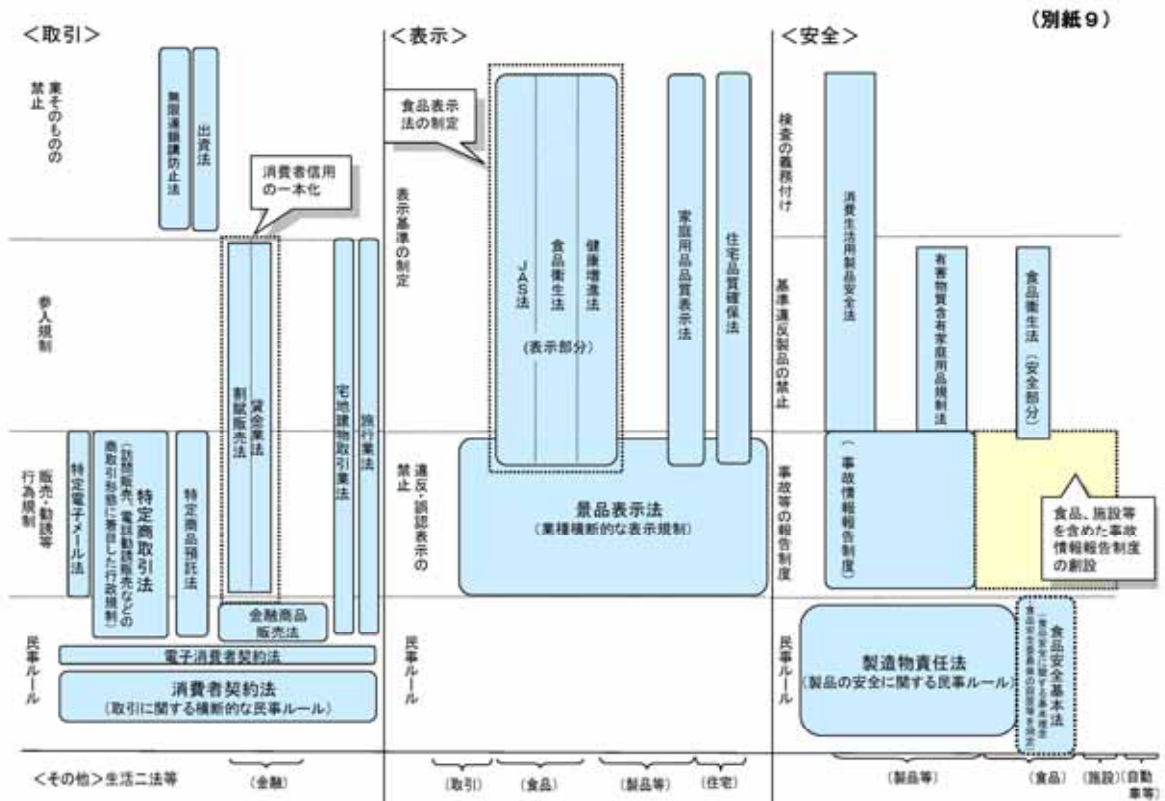 (別紙9)
<取引>
業そのものの
禁止
参入規制
販売・勧誘等
行為規制
民事ルール
無限連鎖講防止法
出資法
消費者信用
の一本化
割賦販売法
貸金業法
宅地建物取引業法
旅行業法
特定電子メール法
特定商取引法
(訪問販売、電話勧誘販売などの
商取引形態に着目した行政規制)
特定商品預託法
金融商品
販売法
電子消費者契約法
消費者契約法
(取引に関する横断的な民事ルール)
<その他>生活二法等
(金融)
<表示>
食品表示
法の制定
表示基準の制定
違反・誤認表示の
禁止
JAS法
食品衛生法
健康増進法
(表示部分)
家庭用品品質表示法
住宅品質確保法
景品表示法
(業種横断的な表示規制)
(取引)
(食品)
(製品等)
(住宅)
<安全>
検査の義務付け
基準違反製品の禁止
事故等の報告制度
民事ルール
消費生活用製品安全法
有害物質含有家庭用品規制法
食品衛生法(安全部分)
(事故情報報告制度)
食品、施設等
を含めた事故
情報報告制度
の創設
製造物責任法
(製品の安全に関する民事ルール)
食品安全基本法
(食品安全に関する基本理念
(製品等)
(食品)
(施設)
(自動
車等)